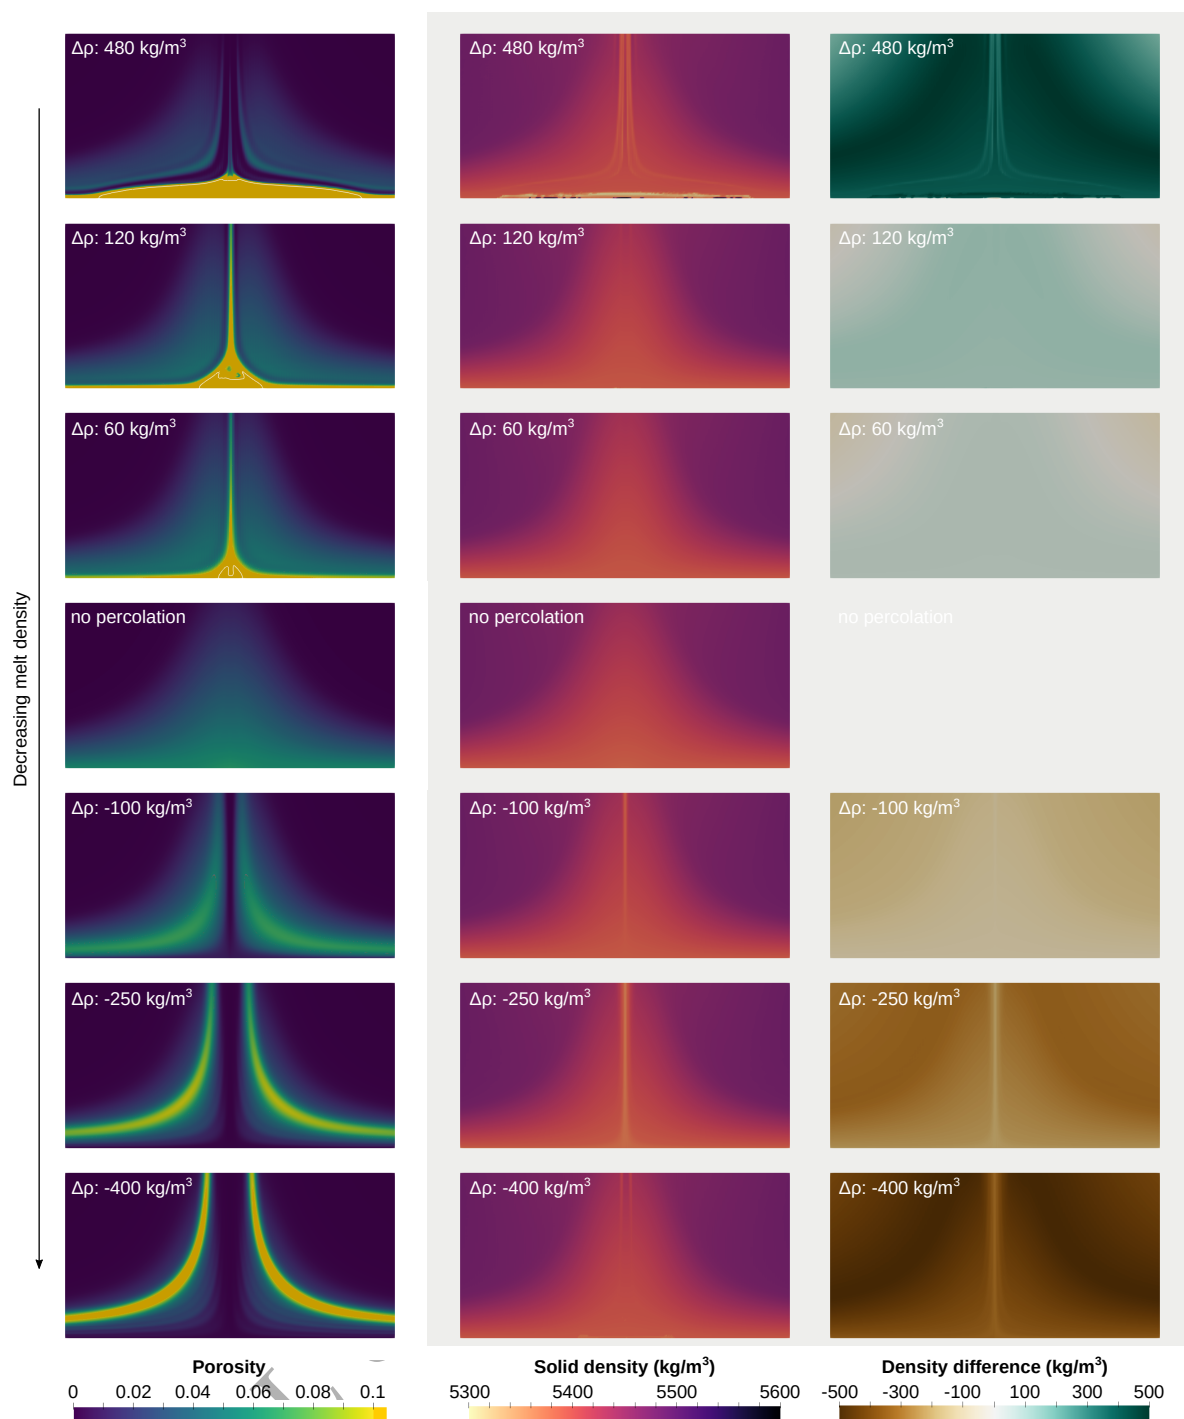 Δρ: 480 kg/m³ Δρ: 480 kg/m³ Δρ: 480 kg/m³
Δρ: 120 kg/m³ Δρ: 120 kg/m³ Δρ: 120 kg/m³
Δρ: 60 kg/m³ Δρ: 60 kg/m³ Δρ: 60 kg/m³
Decreasing melt density
no percolation no percolation no percolation
Δρ: -100 kg/m³ Δρ: -100 kg/m³ Δρ: -100 kg/m³
Δρ: -250 kg/m³ Δρ: -250 kg/m³ Δρ: -250 kg/m³
Δρ: -400 kg/m³ Δρ: -400 kg/m³ Δρ: -400 kg/m³
Porosity Solid density (kg/m³) Density difference (kg/m³)
0 0.02 0.04 0.06 0.08 0.1 5300 5400 5500 5600 -500 -300 -100 100 300 500